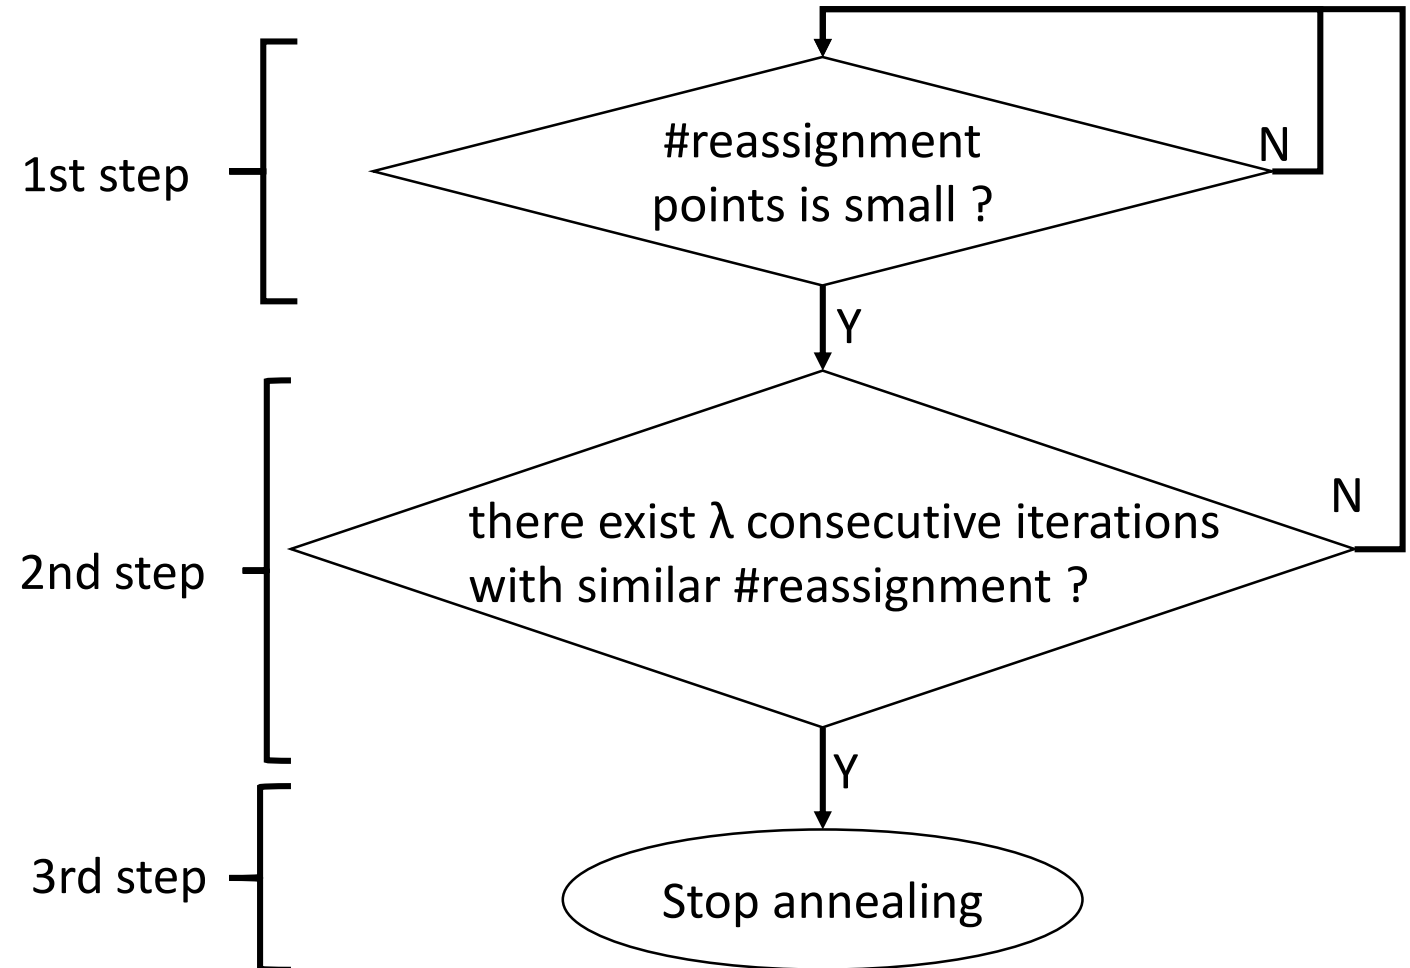 1st step
#reassignment
points is small ?
N
Y
2nd step
there exist λ consecutive iterations
with similar #reassignment ?
N
Y
3rd step
Stop annealing